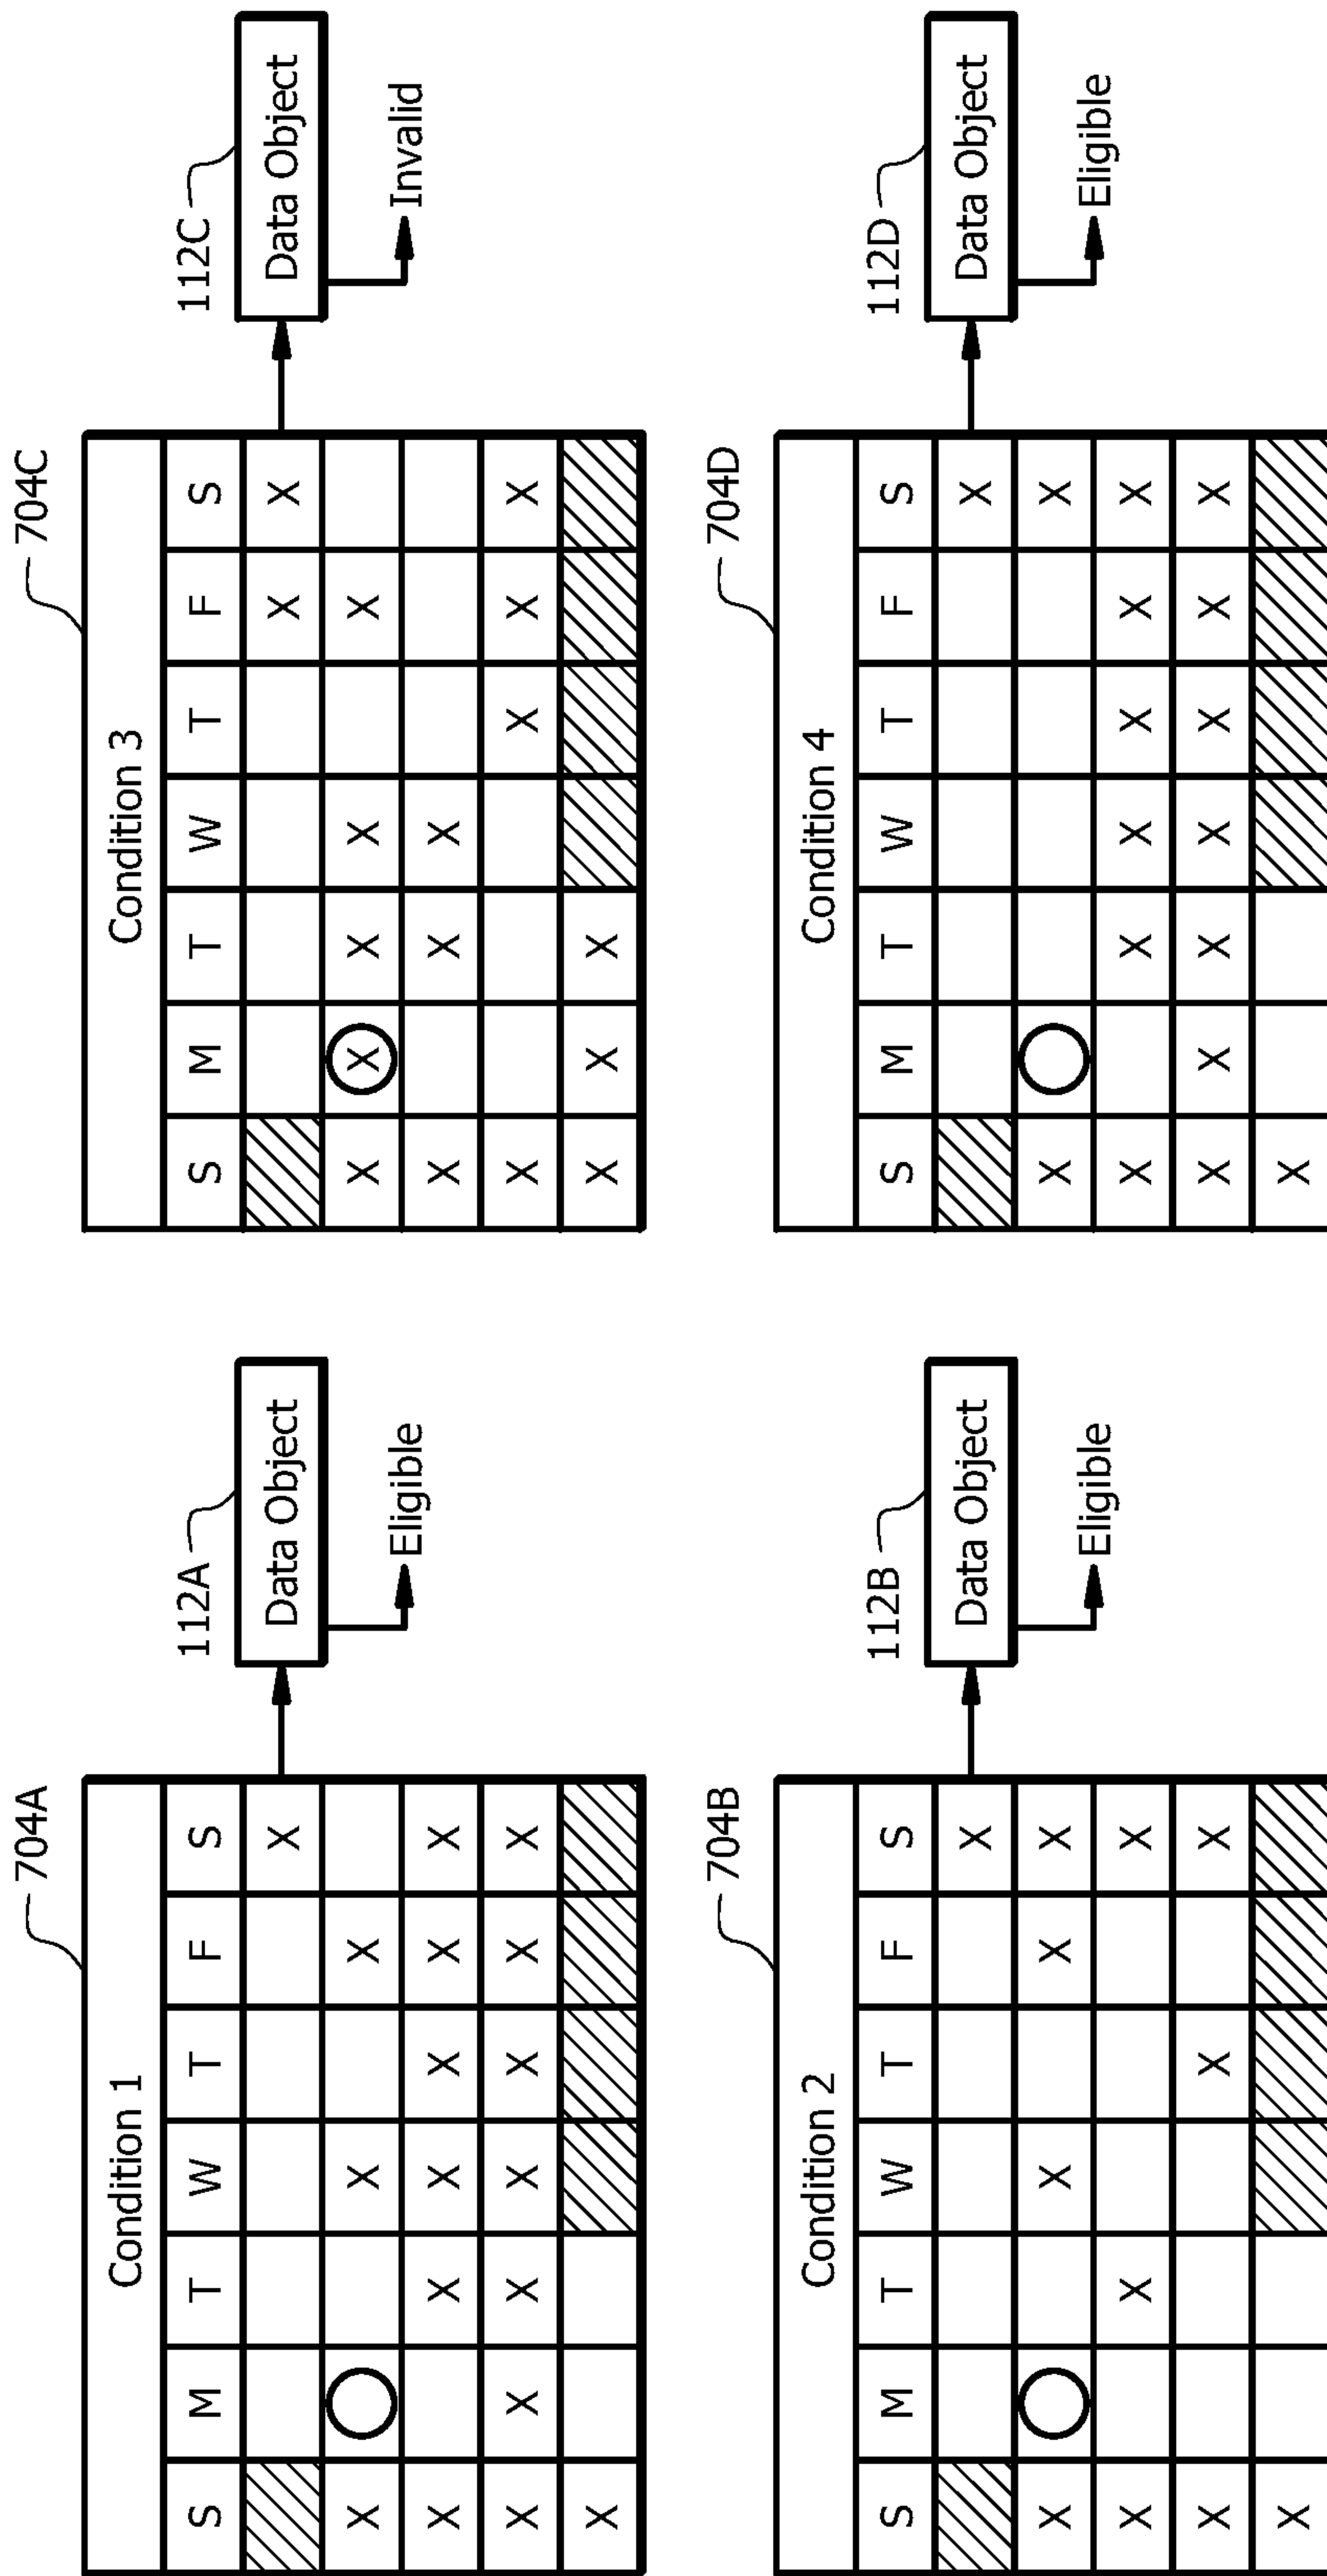 704A
Condition 1
S M T W T F S
X
X X X
X X X X X X
X X X X X X X
X
112A
Data Object
Eligible
704C
Condition 3
S M T W T F S
X X
X X X X X
X X X
X X X X
X X X
112C
Data Object
Invalid
704B
Condition 2
S M T W T F S
X
X X X X
X X X
X X X
X
112B
Data Object
Eligible
704D
Condition 4
S M T W T F S
X
X X
X X X X X X
X X X X X X X
X
112D
Data Object
Eligible